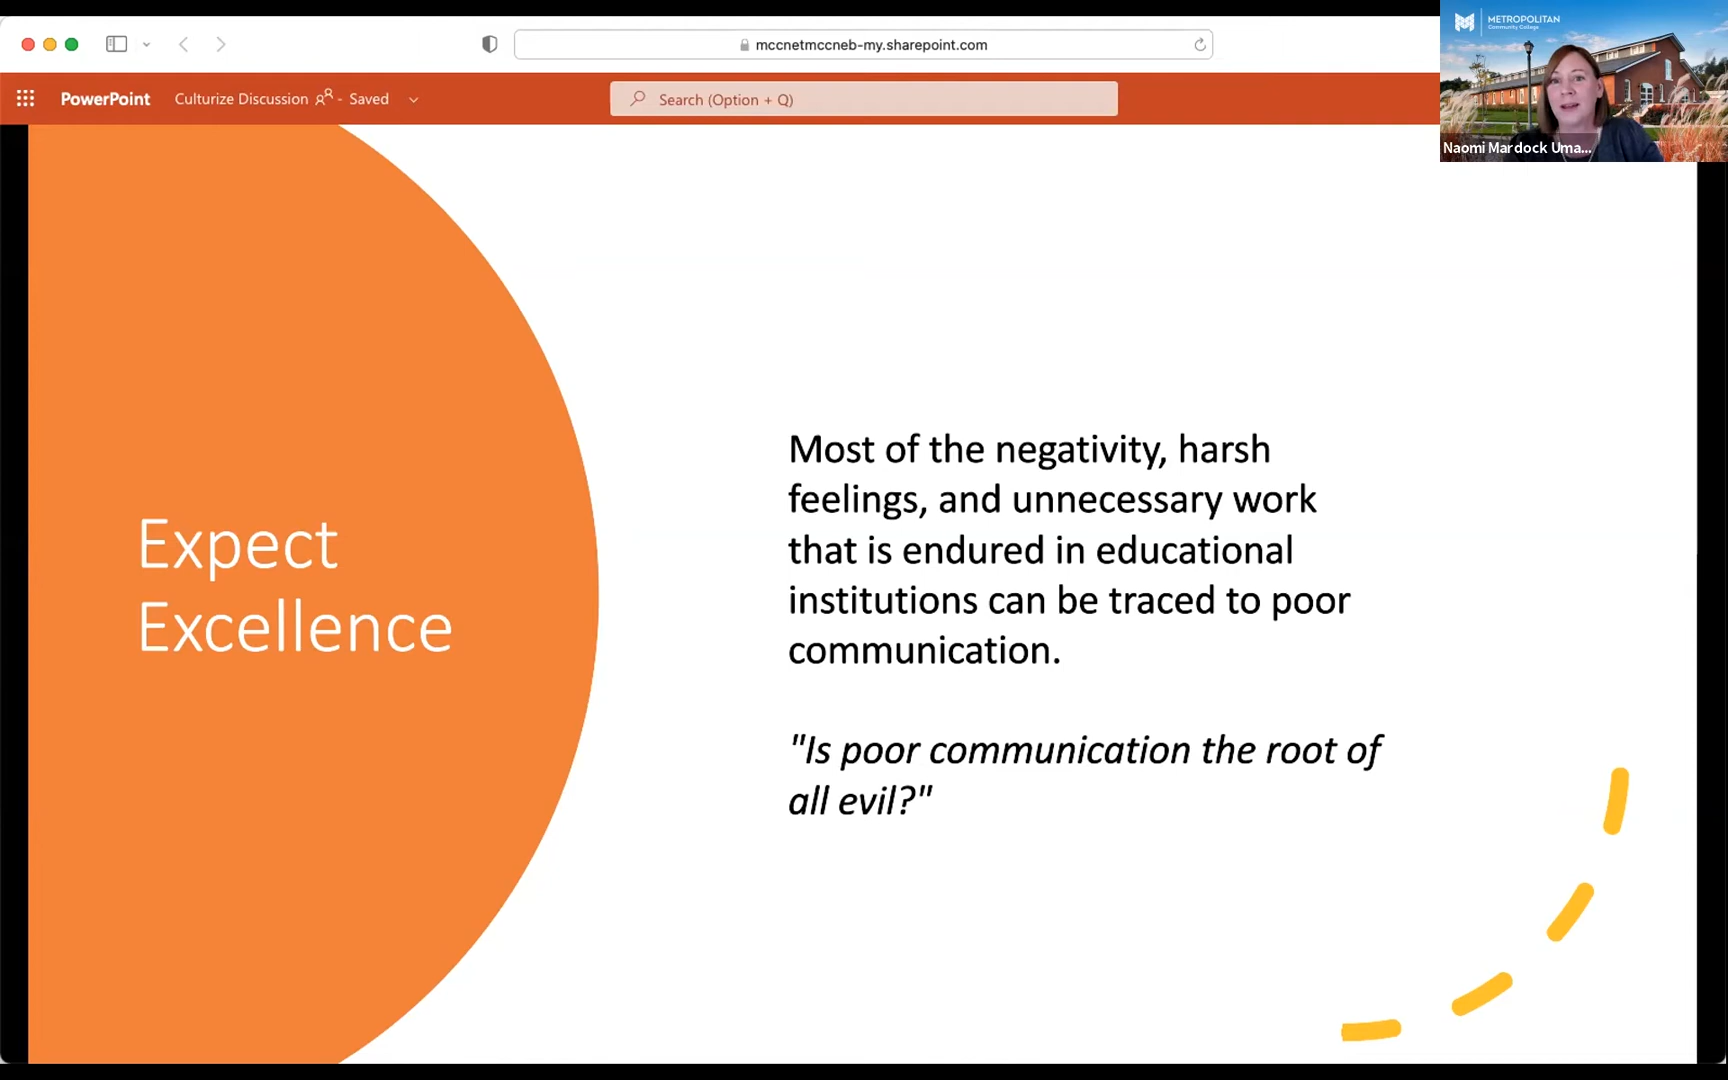 mccnetmccneb-my.sharepoint.com
METROPOLITAN
Community College
PowerPoint
Culturize Discussion - Saved
Search (Option + Q)
Naomi Mardock Uma...
Expect
Excellence
Most of the negativity, harsh
feelings, and unnecessary work
that is endured in educational
institutions can be traced to poor
communication.
"Is poor communication the root of
all evil?"